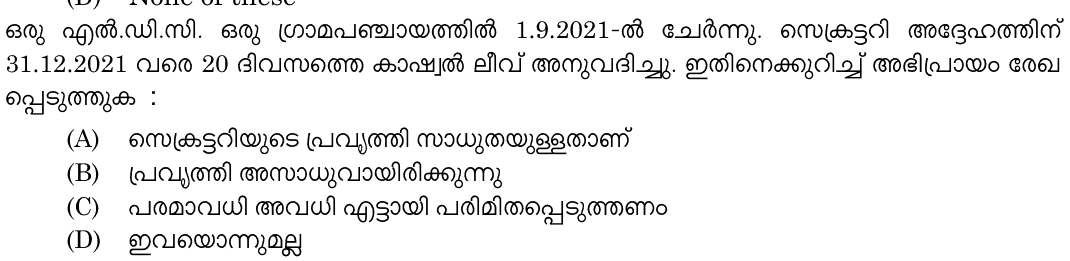 (D) None of these
ഒരു എൽ.ഡി.സി. ഒരു ഗ്രാമപഞ്ചായത്തിൽ 1.9.2021-ൽ ചേർന്നു. സെക്രട്ടറി അദ്ദേഹത്തിന്
31.12.2021 വരെ 20 ദിവസത്തെ കാഷ്വൽ ലീവ് അനുവദിച്ചു. ഇതിനെക്കുറിച്ച് അഭിപ്രായം രേഖ
പ്പെടുത്തുക :
(A) സെക്രട്ടറിയുടെ പ്രവൃത്തി സാധുതയുള്ളതാണ്
(B) പ്രവൃത്തി അസാധുവായിരിക്കുന്നു
(C) പരമാവധി അവധി എട്ടായി പരിമിതപ്പെടുത്തണം
(D) ഇവയൊന്നുമല്ല